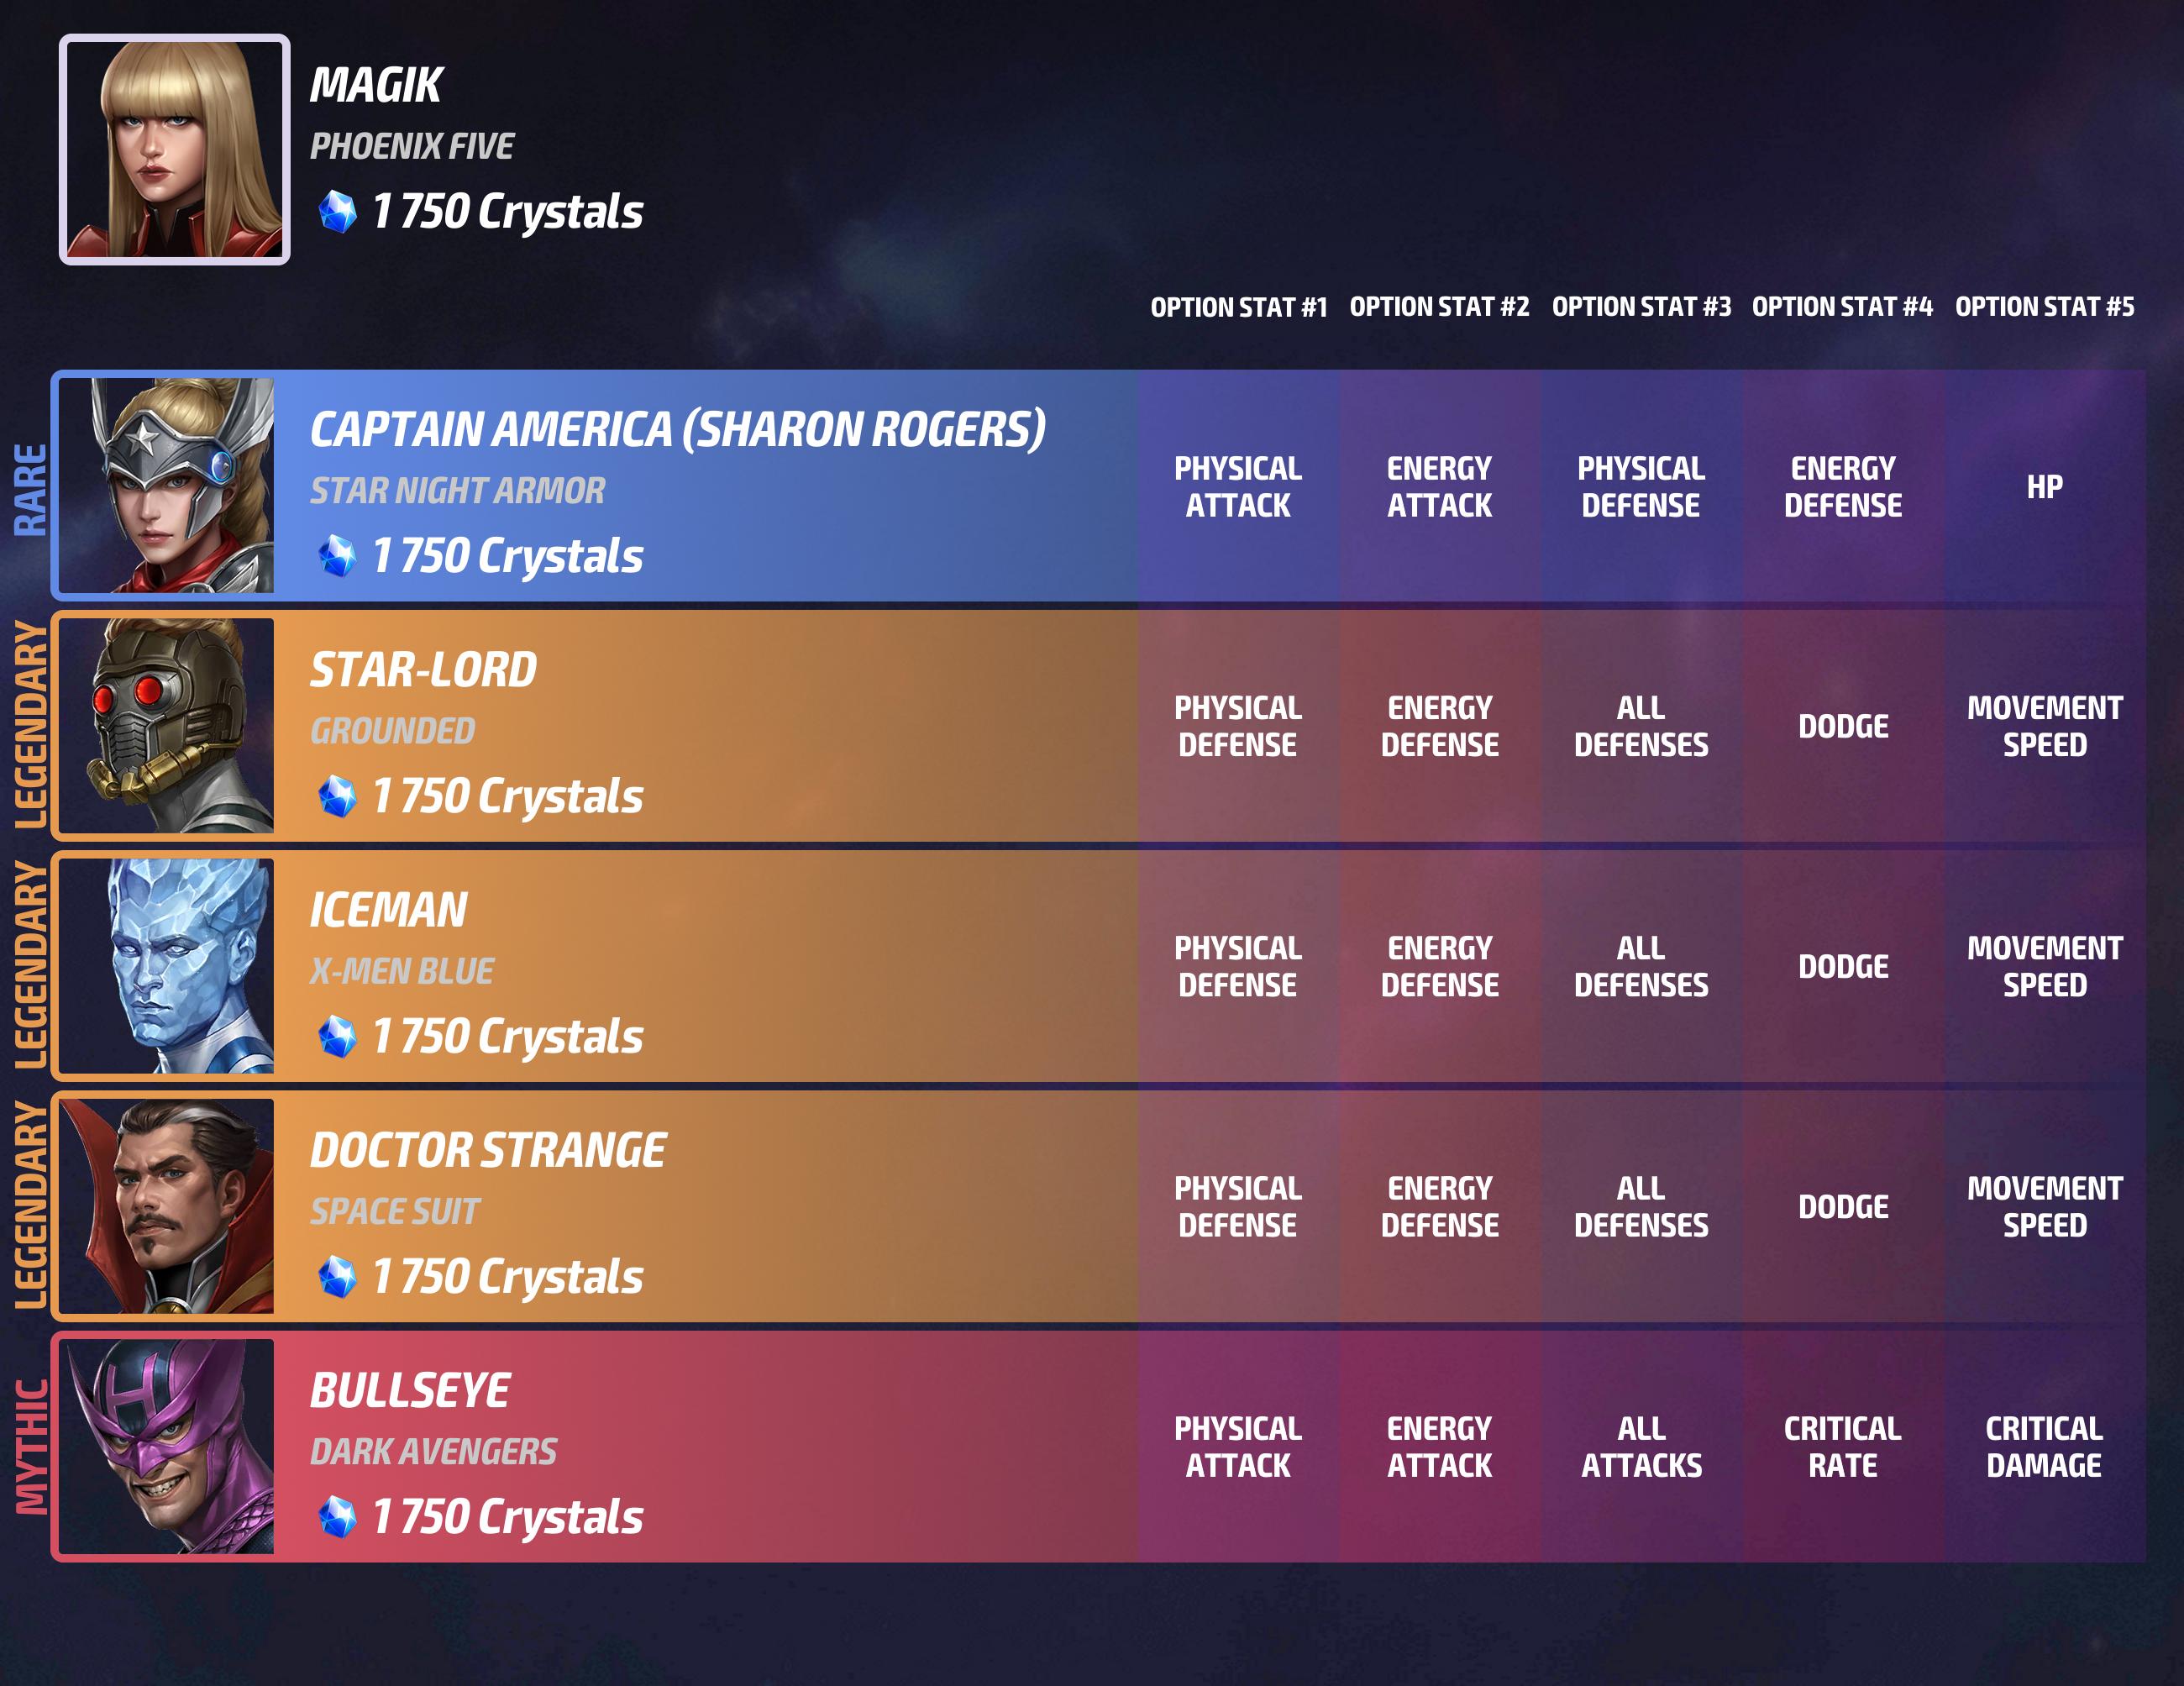 MAGIK
PHOENIX FIVE
1 750 Crystals
OPTION STAT #1 OPTION STAT #2 OPTION STAT #3 OPTION STAT #4 OPTION STAT #5
RARE
CAPTAIN AMERICA (SHARON ROGERS)
STAR NIGHT ARMOR
1 750 Crystals
PHYSICAL
ATTACK
ENERGY
ATTACK
PHYSICAL
DEFENSE
ENERGY
DEFENSE
HP
LEGENDARY
STAR-LORD
GROUNDED
1 750 Crystals
PHYSICAL
DEFENSE
ENERGY
DEFENSE
ALL
DEFENSES
DODGE
MOVEMENT
SPEED
LEGENDARY
ICEMAN
X-MEN BLUE
1 750 Crystals
PHYSICAL
DEFENSE
ENERGY
DEFENSE
ALL
DEFENSES
DODGE
MOVEMENT
SPEED
LEGENDARY
DOCTOR STRANGE
SPACE SUIT
1 750 Crystals
PHYSICAL
DEFENSE
ENERGY
DEFENSE
ALL
DEFENSES
DODGE
MOVEMENT
SPEED
MYTHIC
H
BULLSEYE
DARK AVENGERS
1 750 Crystals
PHYSICAL
ATTACK
ENERGY
ATTACK
ALL
ATTACKS
CRITICAL
RATE
CRITICAL
DAMAGE